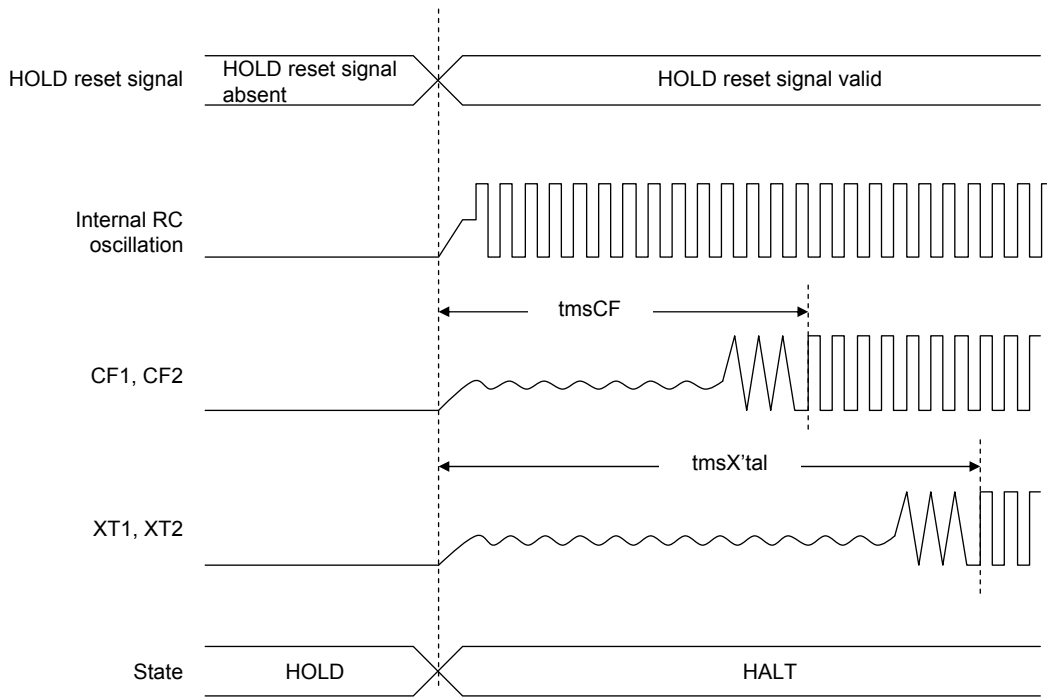 HOLD reset signal
HOLD reset signal
absent
HOLD reset signal valid
Internal RC
oscillation
tmsCF
CF1, CF2
tmsX’tal
XT1, XT2
State
HOLD
HALT